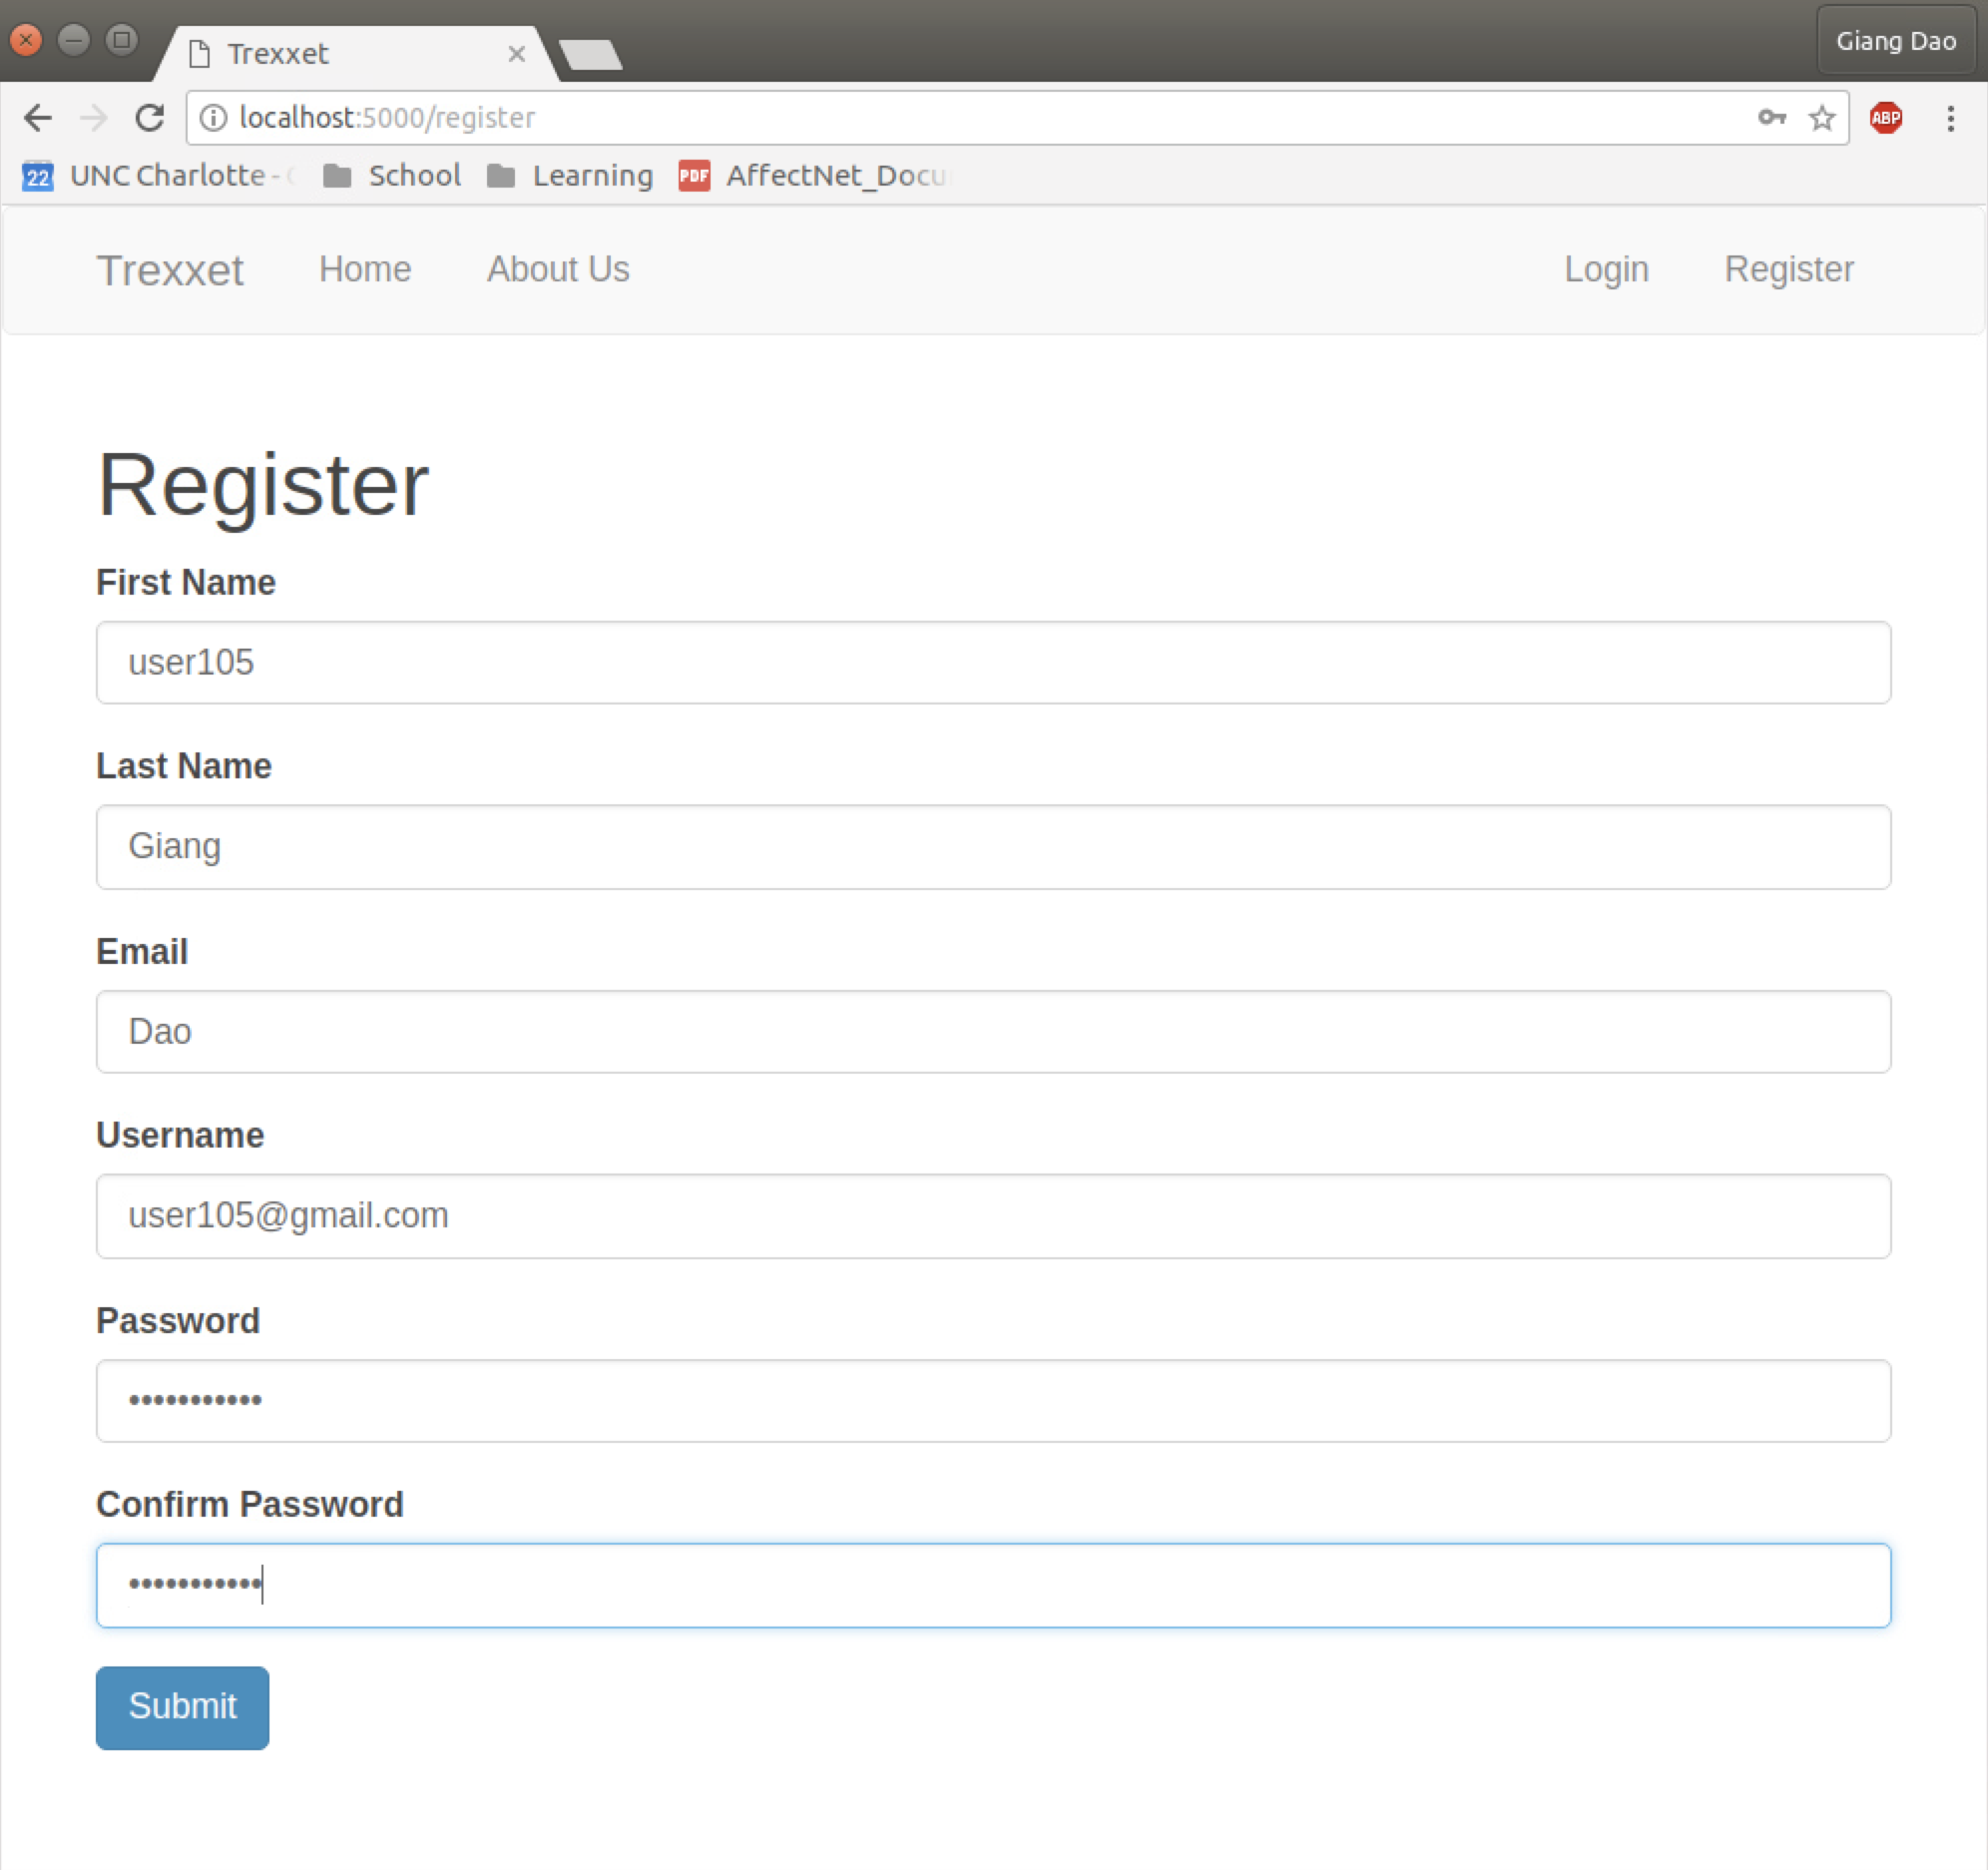 Trexxet
Giang Dao
localhost:5000/register
ABP
22 UNC Charlotte - School Learning PDF AffectNet_Docu
Trexxet Home About Us Login Register
Register
First Name
user105
Last Name
Giang
Email
Dao
Username
user105@gmail.com
Password
•••••••••••
Confirm Password
•••••••••••
Submit